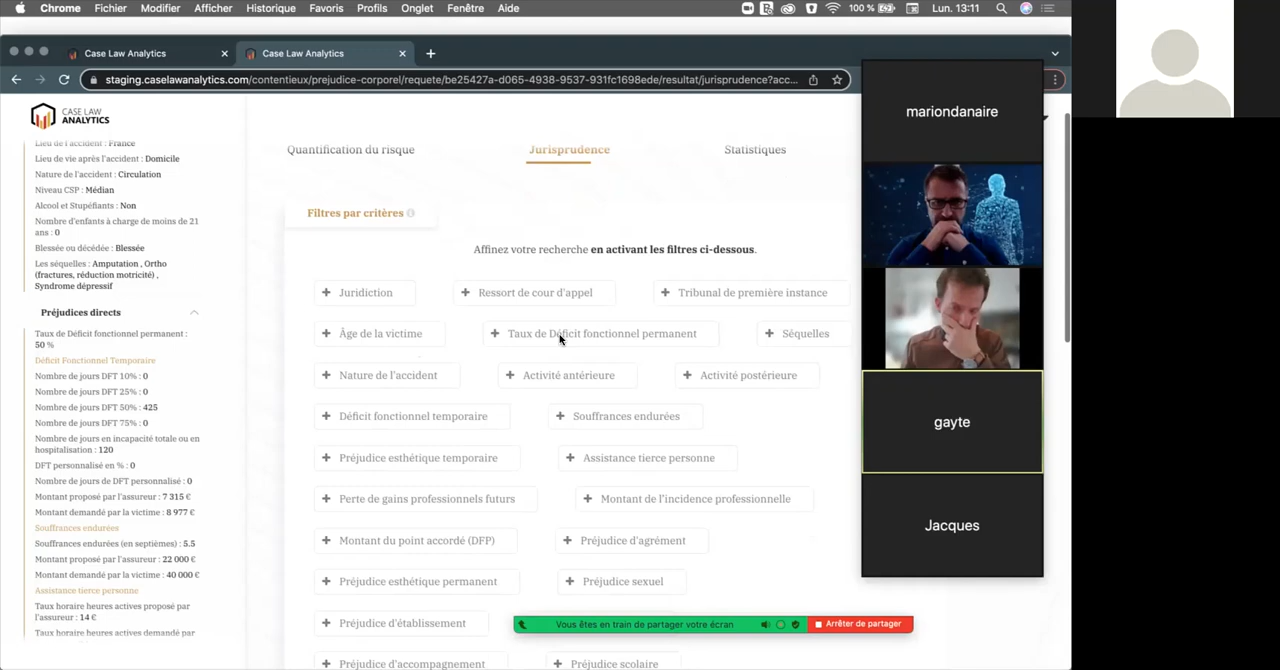 Chrome Fichier Modifier Afficher Historique Favoris Profils Onglet Fenêtre Aide 100 % Lun. 13:11
Case Law Analytics Case Law Analytics
staging.caselawanalytics.com/contentieux/prejudice-corporel/requete/be25427a-d065-4938-9537-931fc1698ede/resultat/jurisprudence?acc...
CASE LAW
ANALYTICS
Lieu de l'accident : France
Lieu de vie après l'accident : Domicile
Nature de l'accident : Circulation
Niveau CSP : Médian
Alcool et Stupéfiants : Non
Nombre d'enfants à charge de moins de 21
ans : 0
Blessée ou décédée : Blessée
Les séquelles : Amputation , Ortho
(fractures, réduction motricité) ,
Syndrome dépressif
Préjudices directs
Taux de Déficit fonctionnel permanent :
50 %
Déficit Fonctionnel Temporaire
Nombre de jours DFT 10% : 0
Nombre de jours DFT 25% : 0
Nombre de jours DFT 50% : 425
Nombre de jours DFT 75% : 0
Nombre de jours en incapacité totale ou en
hospitalisation : 120
DFT personnalisé en % : 0
Nombre de jours de DFT personnalisé : 0
Montant proposé par l'assureur : 7 315 €
Montant demandé par la victime : 8 977 €
Souffrances endurées
Souffrances endurées (en septièmes) : 5.5
Montant proposé par l'assureur : 22 000 €
Montant demandé par la victime : 40 000 €
Assistance tierce personne
Taux horaire heures actives proposé par
l'assureur : 14 €
Taux horaire heures actives demandé par
Quantification du risque Jurisprudence Statistiques
Filtres par critères
Affinez votre recherche en activant les filtres ci-dessous.
+ Juridiction + Ressort de cour d'appel + Tribunal de première instance
+ Âge de la victime + Taux de Déficit fonctionnel permanent + Séquelles
+ Nature de l'accident + Activité antérieure + Activité postérieure
+ Déficit fonctionnel temporaire + Souffrances endurées
+ Préjudice esthétique temporaire + Assistance tierce personne
+ Perte de gains professionnels futurs + Montant de l'incidence professionnelle
+ Montant du point accordé (DFP) + Préjudice d'agrément
+ Préjudice esthétique permanent + Préjudice sexuel
+ Préjudice d'établissement
+ Préjudice d'accompagnement + Préjudice scolaire
Vous êtes en train de partager votre écran Arrêter de partager
mariondanaire
gayte
Jacques